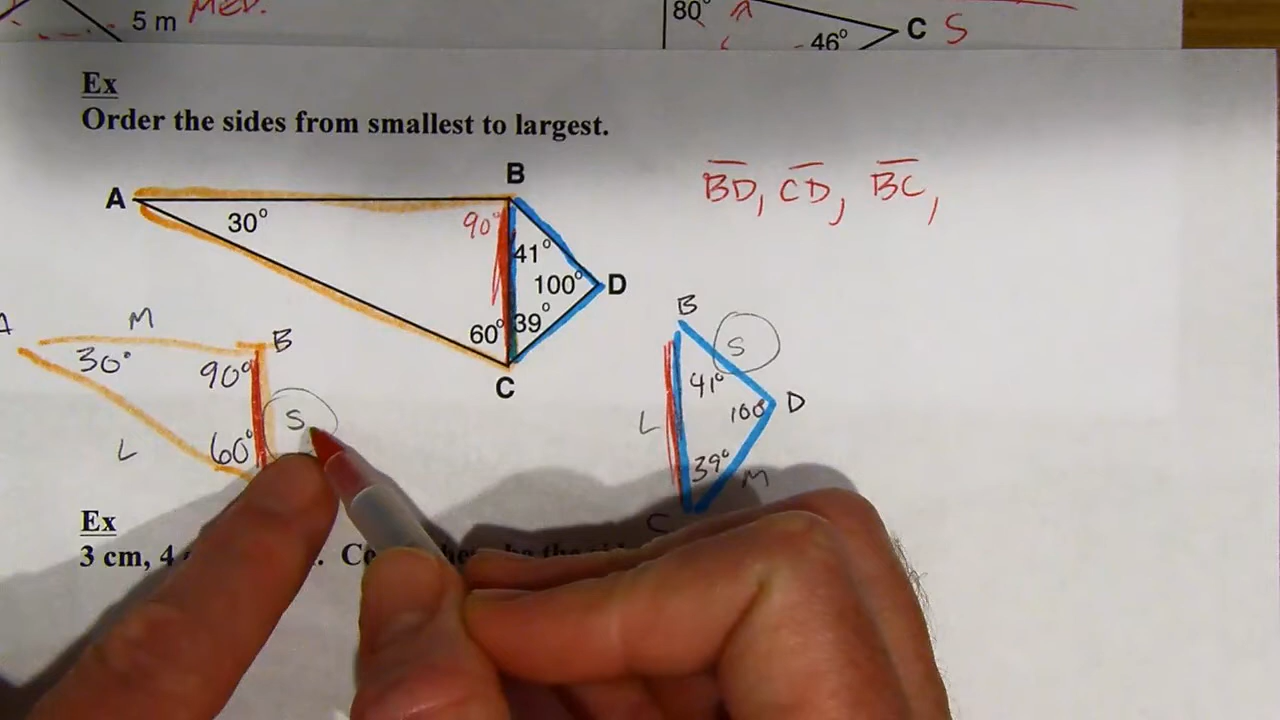 5 m MED.
80°
46° C S
Ex
Order the sides from smallest to largest.
BD, CD, BC,
A 30° 90° B
41°
100° D
60° 39°
C
M
30° 90° B
S
L 60°
B
S
41°
100 D
L
39° M
C
Ex
3 cm, 4